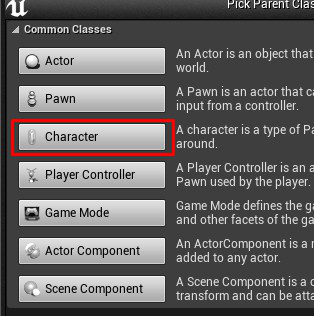 Pick Parent Clas
Common Classes
Actor
An Actor is an object that
world.
Pawn
A Pawn is an actor that c
input from a controller.
Character
A character is a type of Pa
around.
Player Controller
A Player Controller is an a
Pawn used by the player.
Game Mode
Game Mode defines the ga
and other facets of the ga
Actor Component
An ActorComponent is a r
added to any actor.
Scene Component
A Scene Component is a c
transform and can be atta